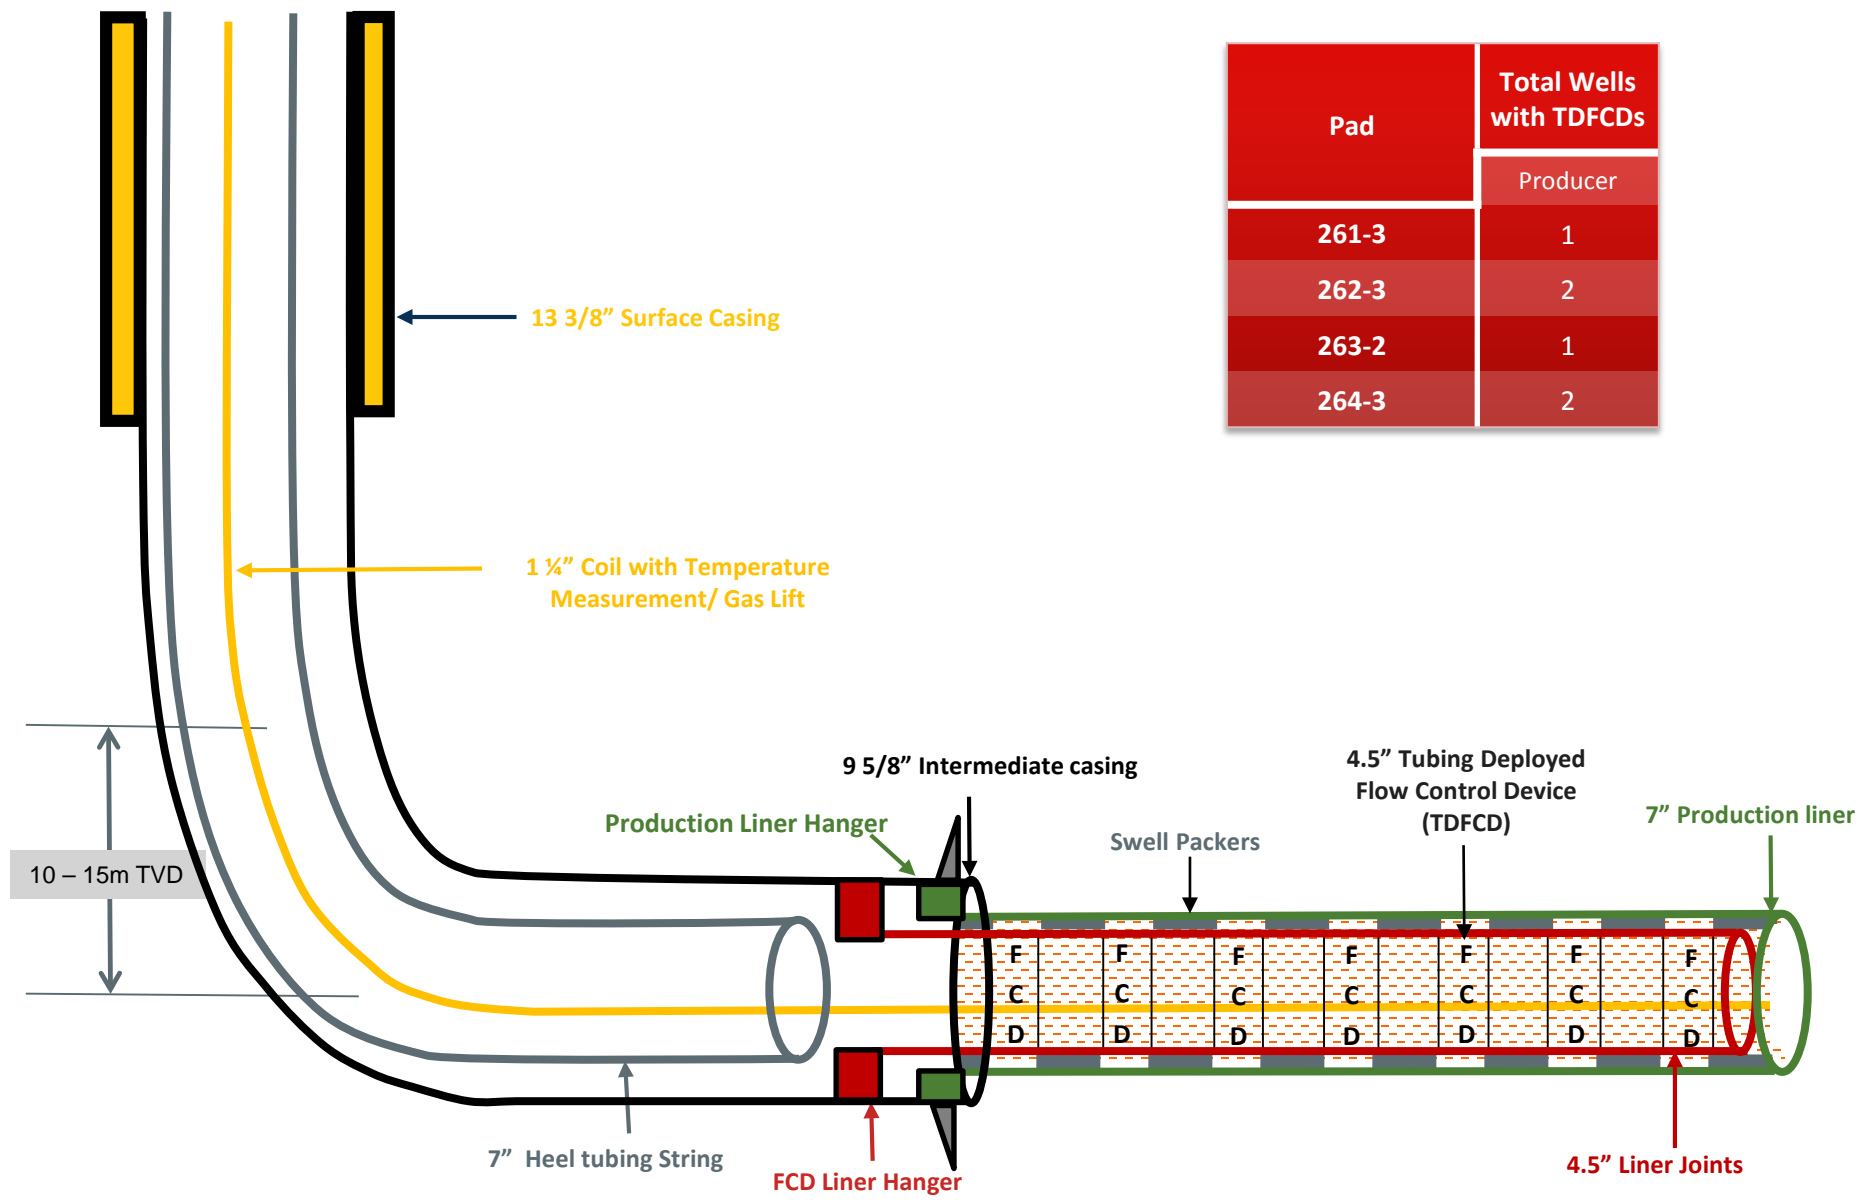 Pad
Total Wells
with TDFCDs
Producer
261-3 1
262-3 2
263-2 1
264-3 2
13 3/8” Surface Casing
1 ¼” Coil with Temperature
Measurement/ Gas Lift
10 – 15m TVD
9 5/8” Intermediate casing
Production Liner Hanger
4.5” Tubing Deployed
Flow Control Device
(TDFCD)
Swell Packers
7” Production liner
F F F F F F F
C C C C C C C
D D D D D D D
7” Heel tubing String
FCD Liner Hanger
4.5” Liner Joints